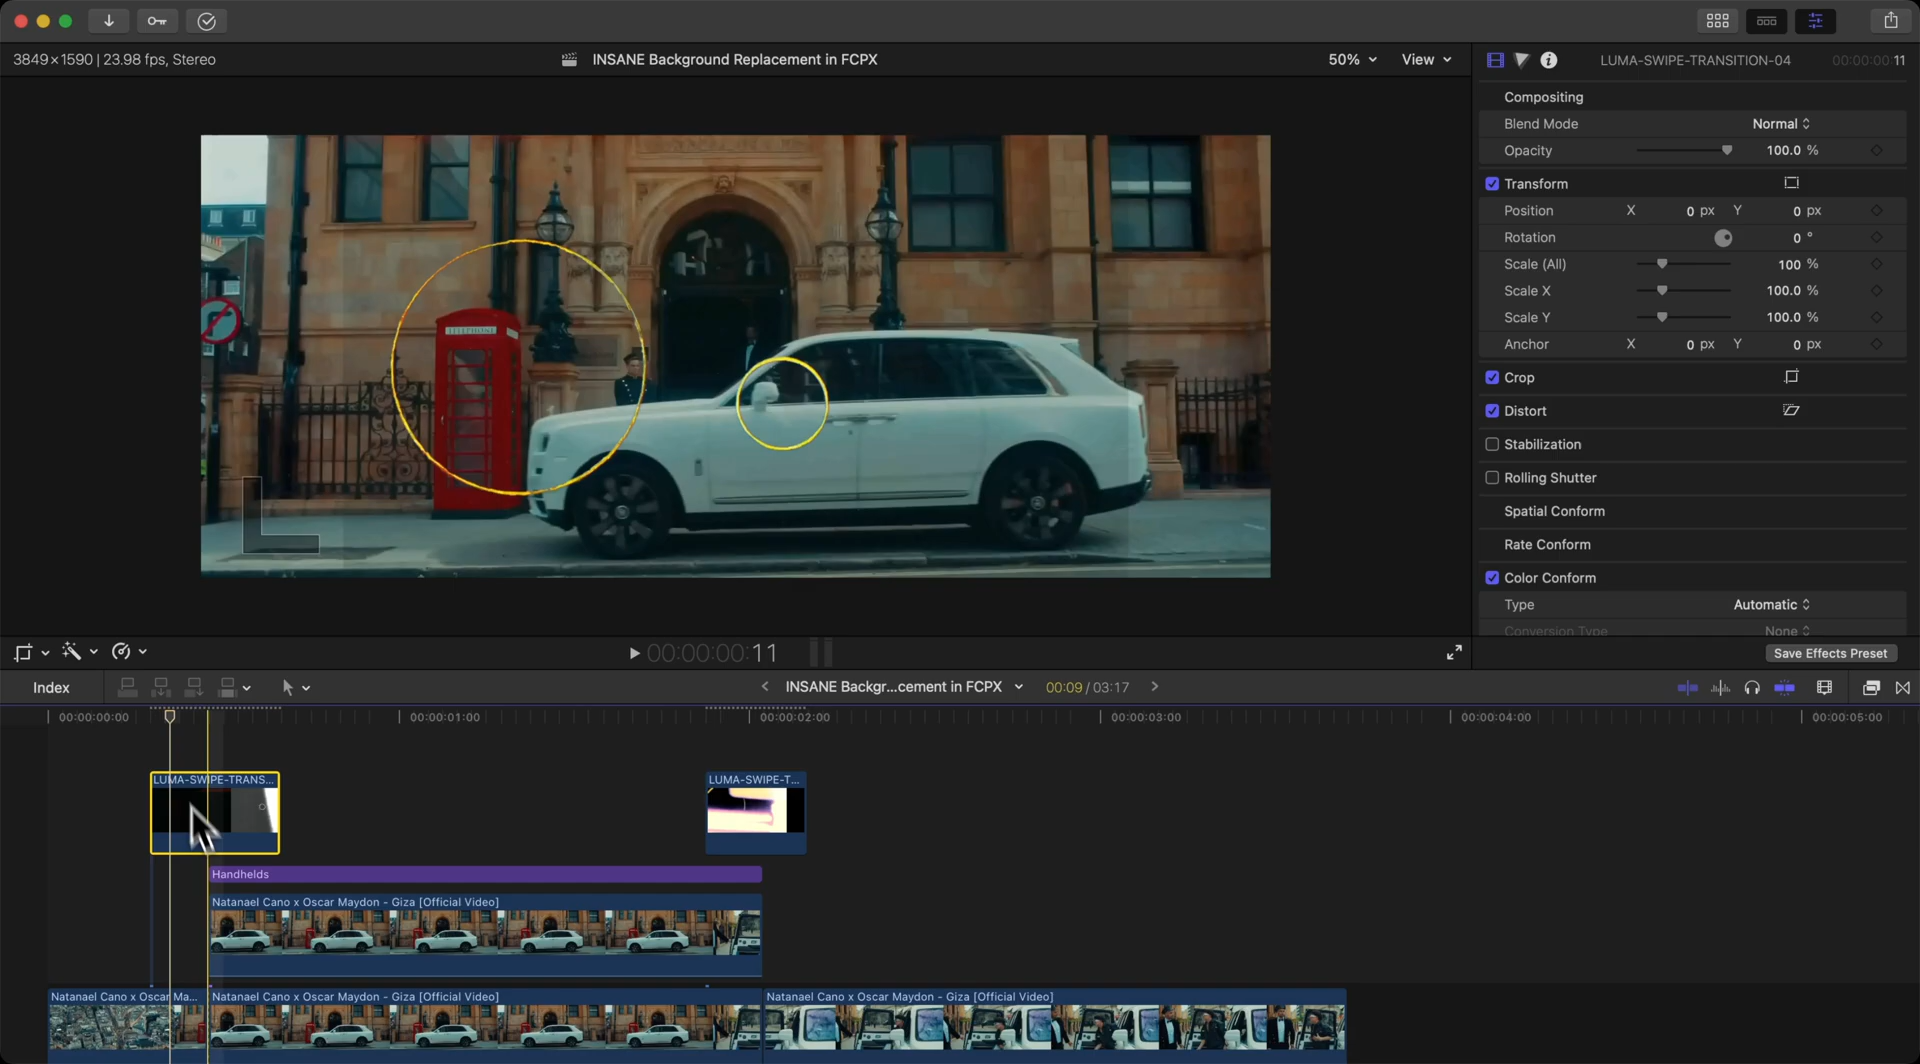 3849×1590 | 23.98 fps, Stereo
INSANE Background Replacement in FCPX
50%
View
LUMA-SWIPE-TRANSITION-04
00:00:00:11
Compositing
Blend Mode
Normal
Opacity
100.0 %
Transform
Position
X
0 px
Y
0 px
Rotation
0 °
Scale (All)
100 %
Scale X
100.0 %
Scale Y
100.0 %
Anchor
X
0 px
Y
0 px
Crop
Distort
Stabilization
Rolling Shutter
Spatial Conform
Rate Conform
Color Conform
Type
Automatic
Conversion Type
None
TELEPHONE
00:00:00:11
Save Effects Preset
Index
INSANE Backgr...cement in FCPX
00:09 / 03:17
00:00:00:00
00:00:01:00
00:00:02:00
00:00:03:00
00:00:04:00
00:00:05:00
LUMA-SWIPE-TRANS...
LUMA-SWIPE-T...
Handhelds
Natanael Cano x Oscar Maydon - Giza [Official Video]
Natanael Cano x Oscar Ma...
Natanael Cano x Oscar Maydon - Giza [Official Video]
Natanael Cano x Oscar Maydon - Giza [Official Video]